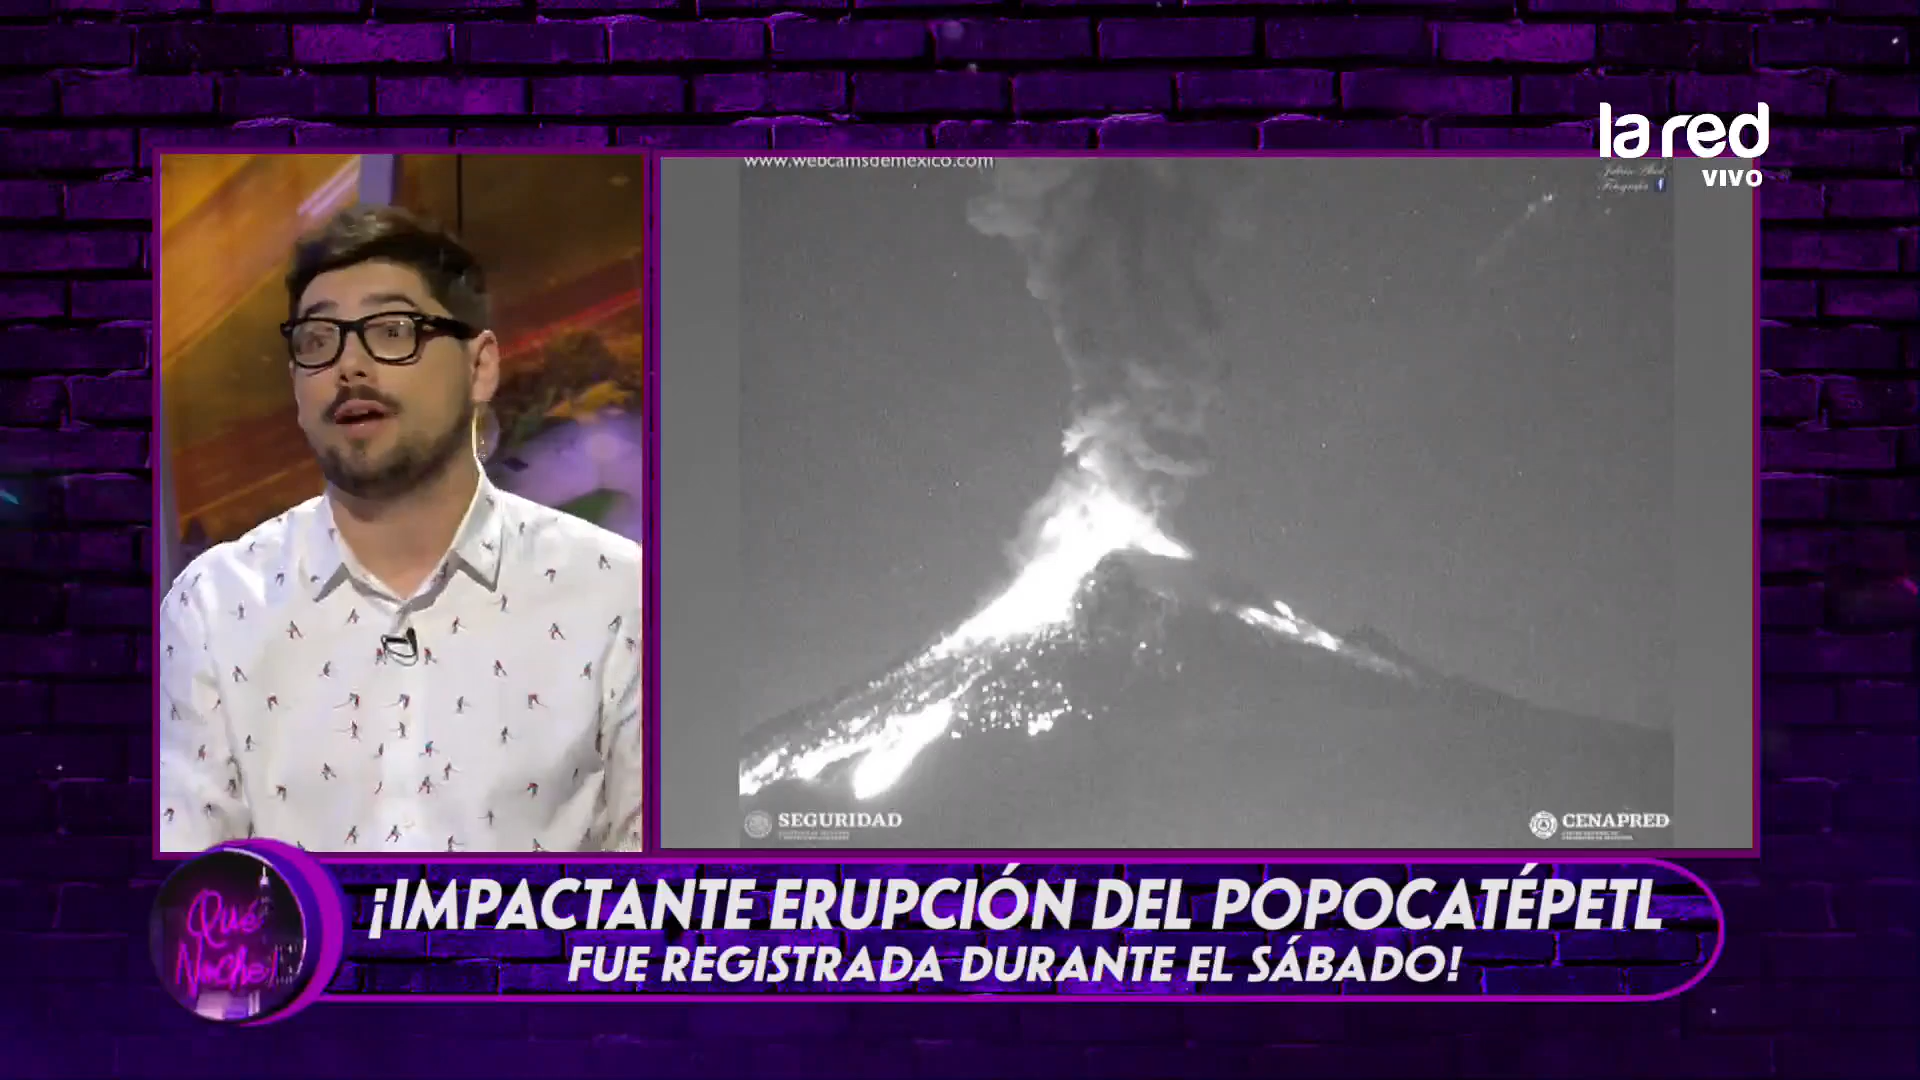 la red
VIVO
www.webcamsdemexico.com
SEGURIDAD
CENAPRED
Qué
Noche!
¡IMPACTANTE ERUPCIÓN DEL POPOCATÉPETL
FUE REGISTRADA DURANTE EL SÁBADO!